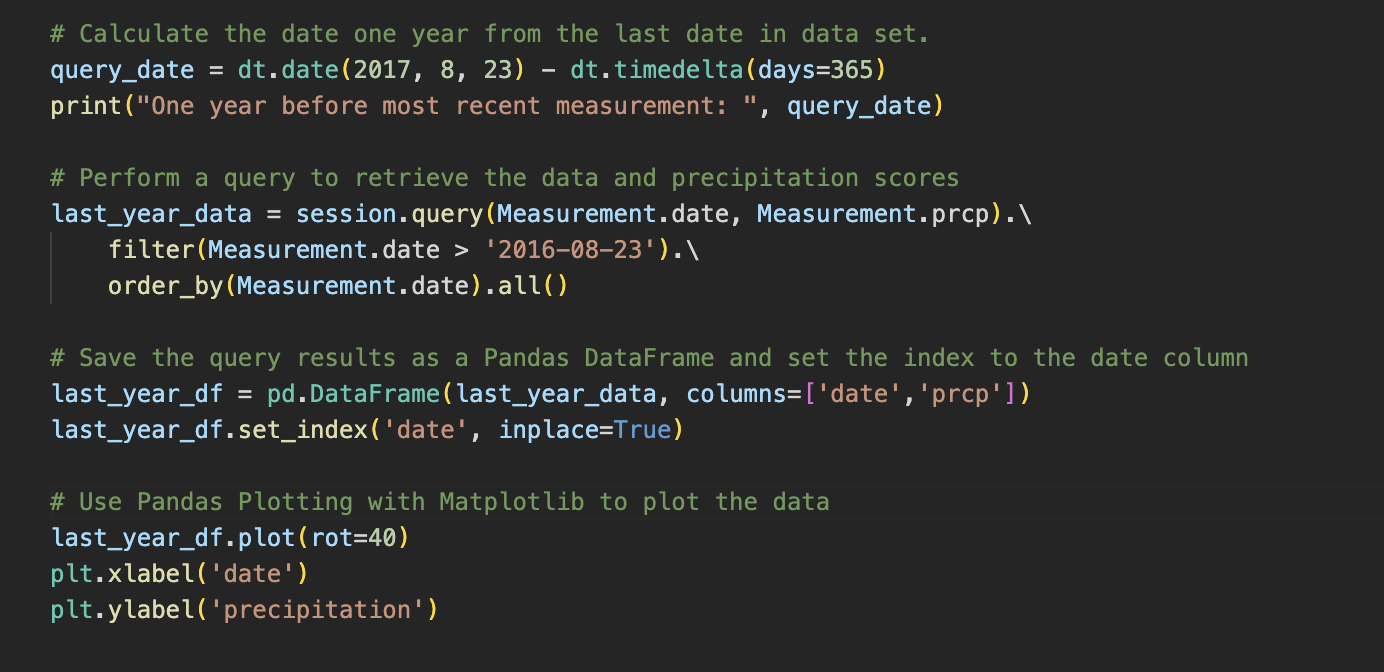 # Calculate the date one year from the last date in data set.
query_date = dt.date(2017, 8, 23) - dt.timedelta(days=365)
print("One year before most recent measurement: ", query_date)
# Perform a query to retrieve the data and precipitation scores
last_year_data = session.query(Measurement.date, Measurement.prcp).\
    filter(Measurement.date > '2016-08-23').\
    order_by(Measurement.date).all()
# Save the query results as a Pandas DataFrame and set the index to the date column
last_year_df = pd.DataFrame(last_year_data, columns=['date','prcp'])
last_year_df.set_index('date', inplace=True)
# Use Pandas Plotting with Matplotlib to plot the data
last_year_df.plot(rot=40)
plt.xlabel('date')
plt.ylabel('precipitation')